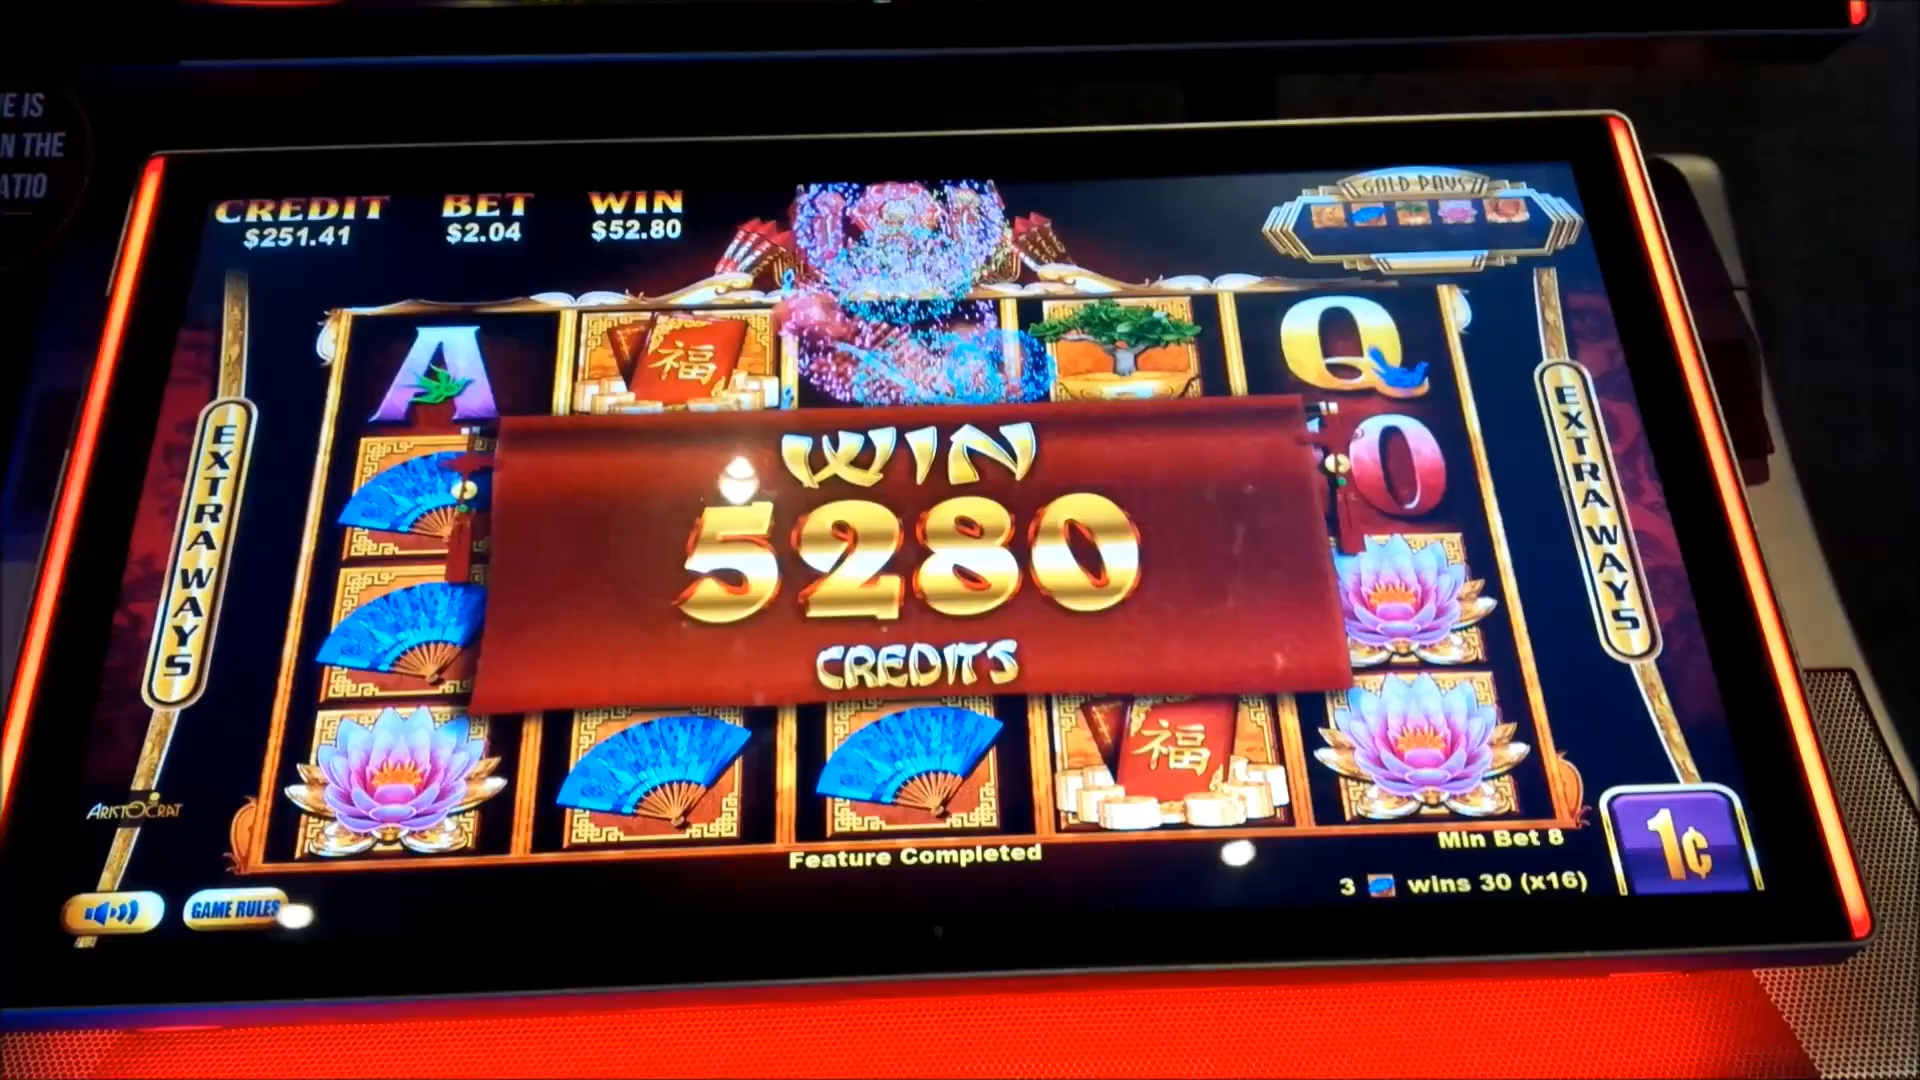 E IS
N THE
ATIO
CREDIT BET WIN
$251.41 $2.04 $52.80
GOLD PAYS
A Q
福
EXTRA WAYS
EXTRA WAYS
WIN
5280
CREDITS
福
ARISTOCRAT
Feature Completed
Min Bet 8
1¢
3 wins 30 (x16)
GAME RULES